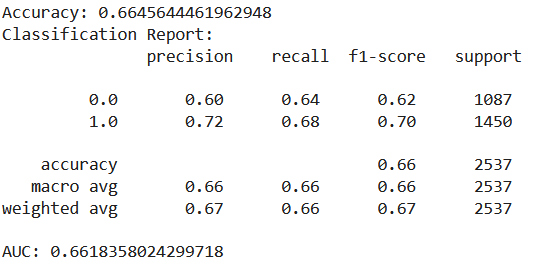 Accuracy: 0.6645644461962948
Classification Report:
precision recall f1-score support
0.0 0.60 0.64 0.62 1087
1.0 0.72 0.68 0.70 1450
accuracy 0.66 2537
macro avg 0.66 0.66 0.66 2537
weighted avg 0.67 0.66 0.67 2537
AUC: 0.6618358024299718